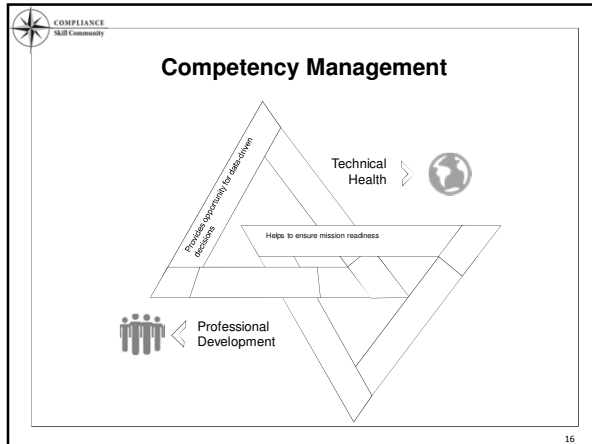 COMPLIANCE
Skill Community
Competency Management
Provides opportunity for data-driven
decisions
Technical
Health
Helps to ensure mission readiness
Professional
Development
16